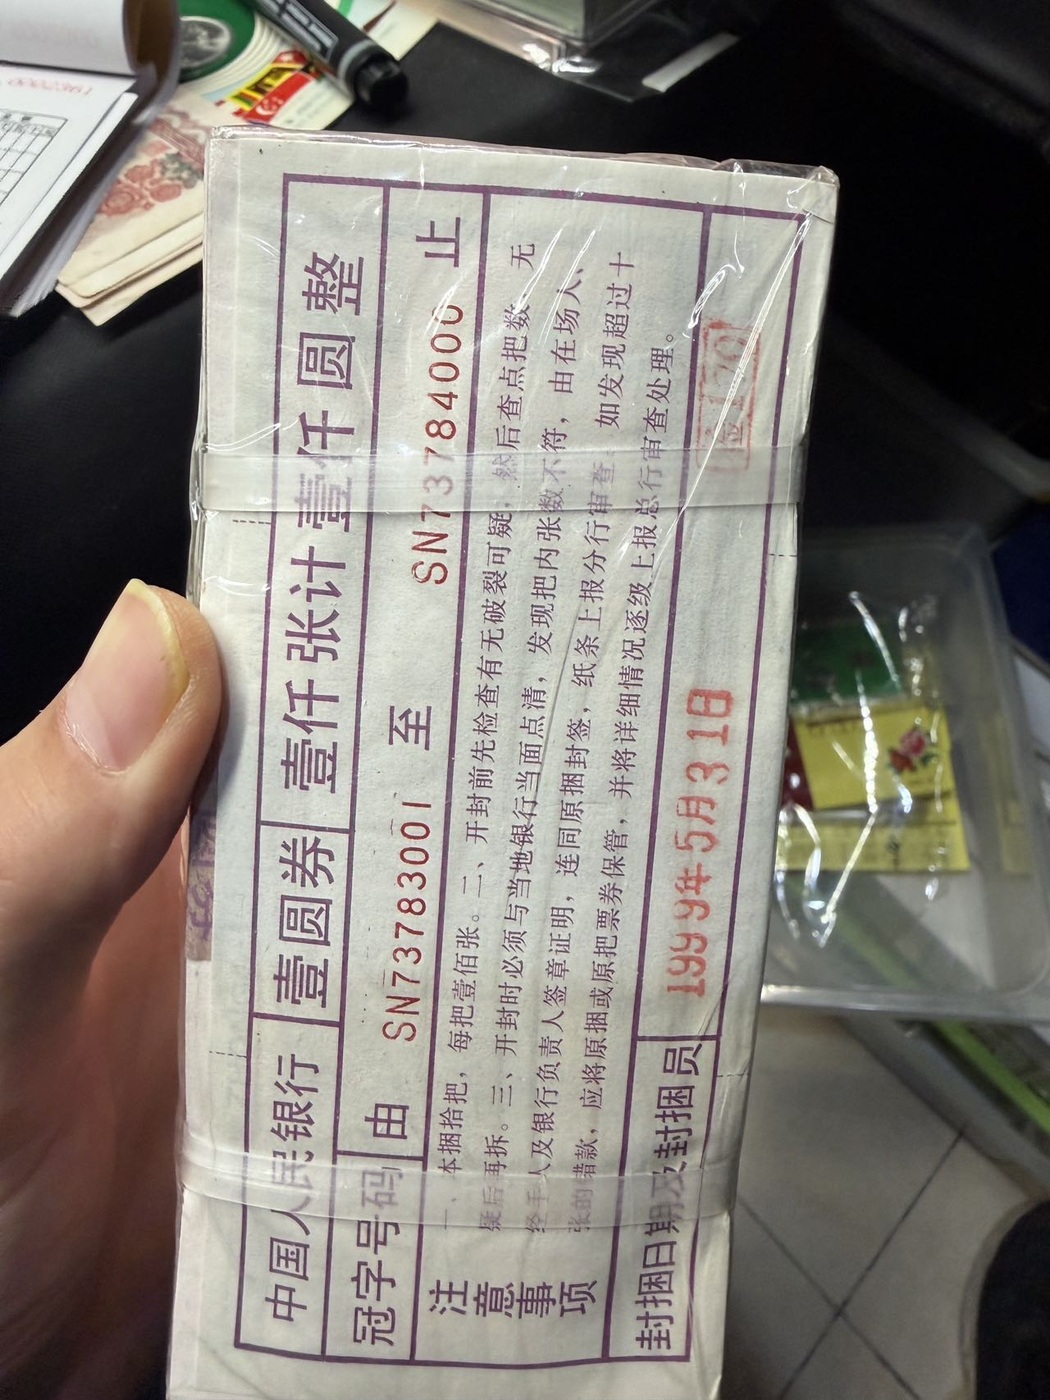 中国人民银行 壹圆券 壹仟张计壹仟圆整
冠字号码 由 SN73783001 至 SN73784000 止
注意事项
一、本捆拾把，每把壹佰张。二、开封前先检查有无破裂可疑，然后查点把数，无
疑后再拆。三、开封时必须与当地银行当面点清，发现把内张数不符，由在场人、
经手人及银行负责人签章证明，连同原捆封签，纸条上报分行审查。如发现超过十
张的错款，应将原捆或原把票券保管，并将详细情况逐级上报总行审查处理。
封捆日期及封捆员 1999年5月31日